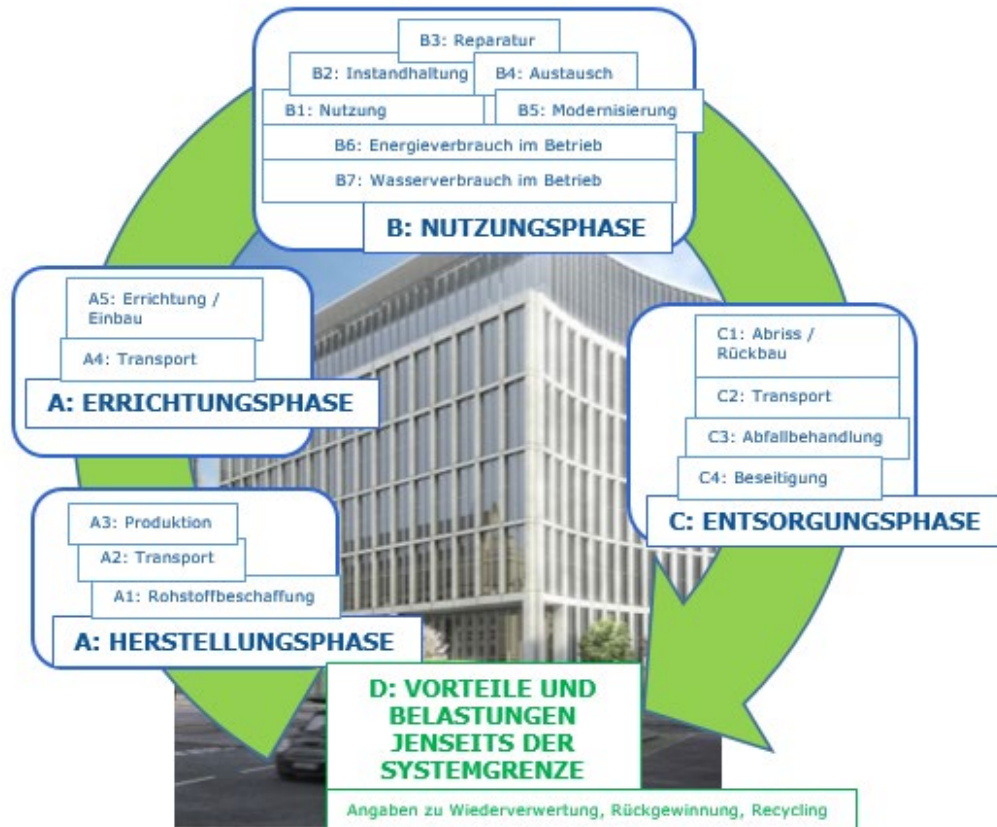 B3: Reparatur
B2: Instandhaltung
B4: Austausch
B1: Nutzung
B5: Modernisierung
B6: Energieverbrauch im Betrieb
B7: Wasserverbrauch im Betrieb
B: NUTZUNGSPHASE
A5: Errichtung /
Einbau
A4: Transport
A: ERRICHTUNGSPHASE
C1: Abriss /
Rückbau
C2: Transport
C3: Abfallbehandlung
C4: Beseitigung
C: ENTSORGUNGSPHASE
A3: Produktion
A2: Transport
A1: Rohstoffbeschaffung
A: HERSTELLUNGSPHASE
D: VORTEILE UND
BELASTUNGEN
JENSEITS DER
SYSTEMGRENZE
Angaben zu Wiederverwertung, Rückgewinnung, Recycling